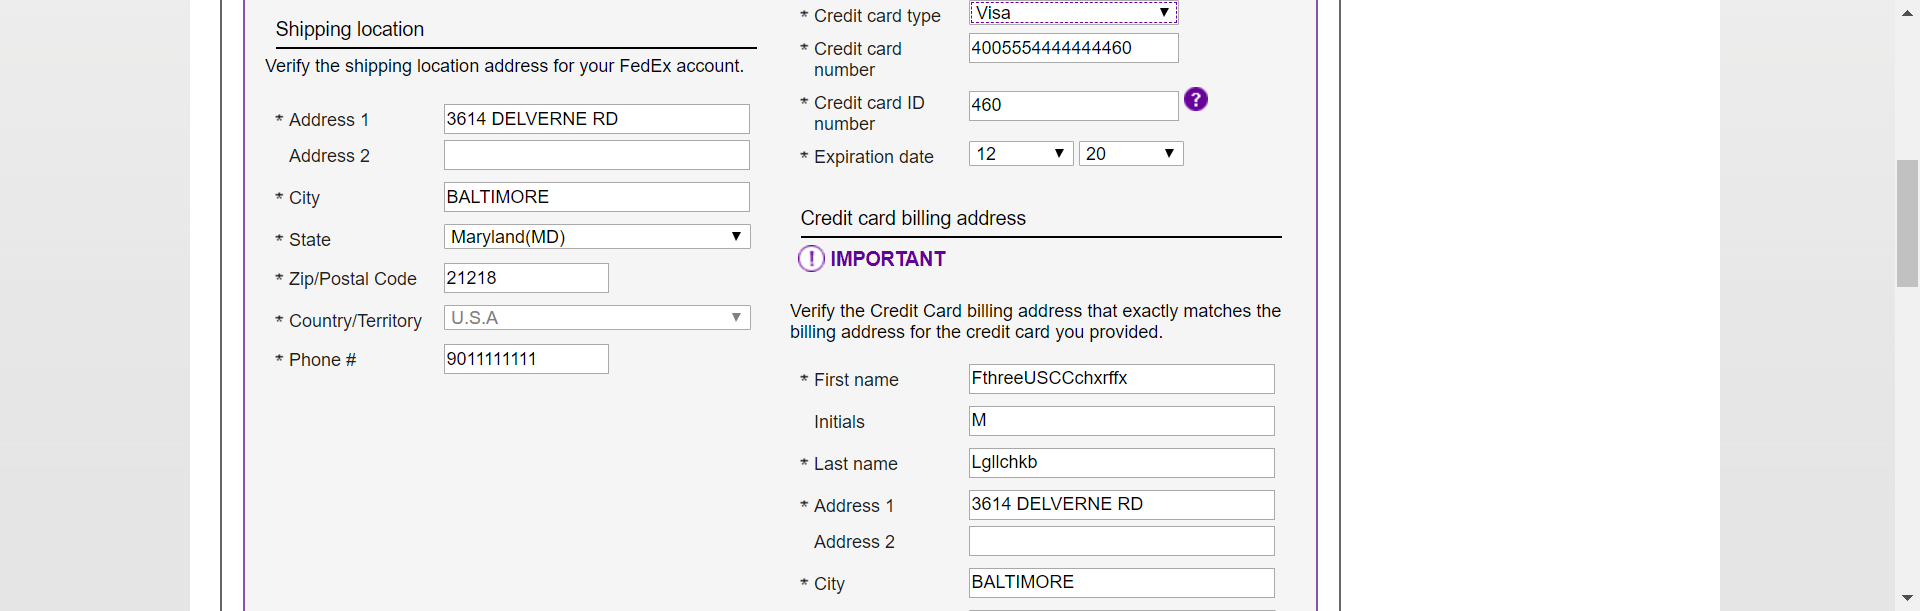 Shipping location
Verify the shipping location address for your FedEx account.
* Address 1 3614 DELVERNE RD
Address 2
* City BALTIMORE
* State Maryland(MD)
* Zip/Postal Code 21218
* Country/Territory U.S.A
* Phone # 9011111111
* Credit card type Visa
* Credit card number 4005554444444460
* Credit card ID number 460
* Expiration date 12 20
Credit card billing address
IMPORTANT
Verify the Credit Card billing address that exactly matches the
billing address for the credit card you provided.
* First name FthreeUSCCchxrffx
Initials M
* Last name Lgllchkb
* Address 1 3614 DELVERNE RD
Address 2
* City BALTIMORE